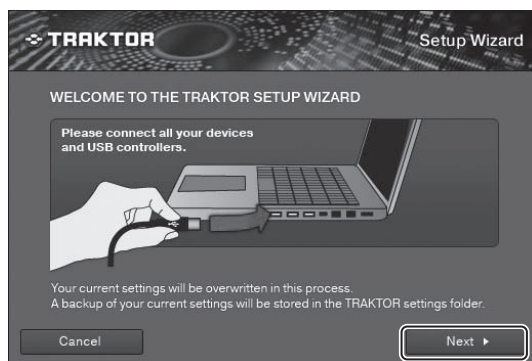 TRAKTOR
Setup Wizard
WELCOME TO THE TRAKTOR SETUP WIZARD
Please connect all your devices
and USB controllers.
Your current settings will be overwritten in this process.
A backup of your current settings will be stored in the TRAKTOR settings folder.
Cancel
Next